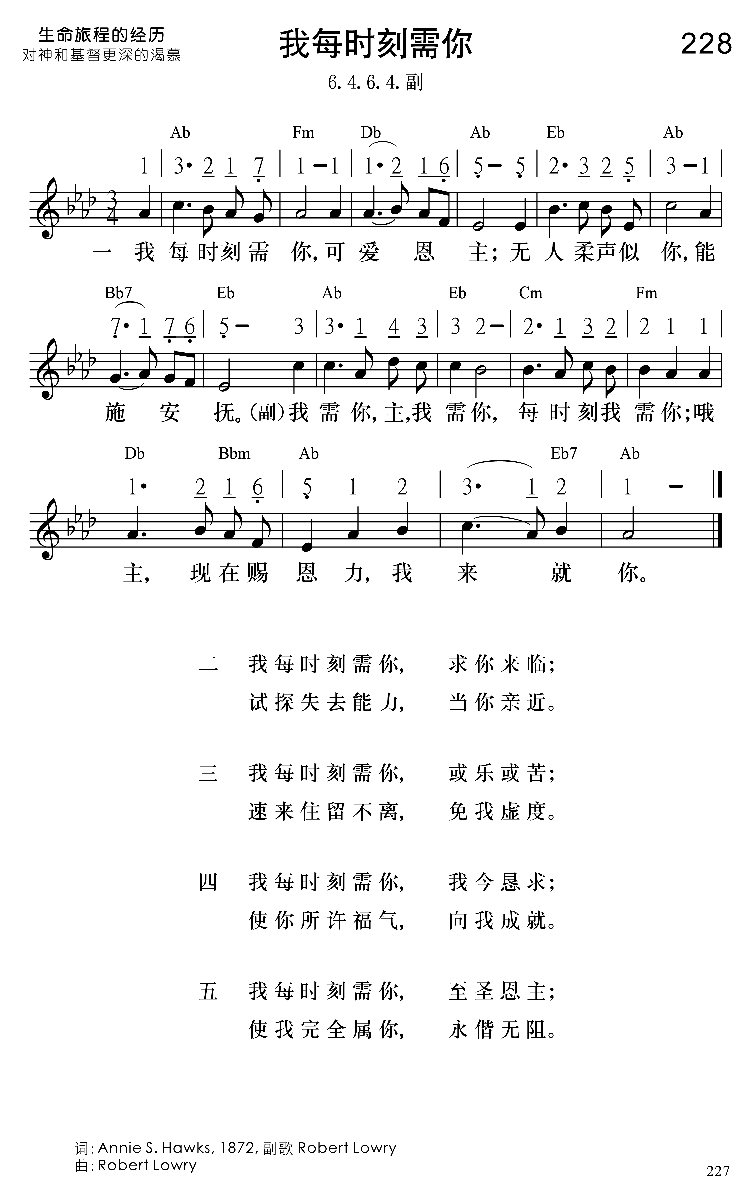 生命旅程的经历
对神和基督更深的渴慕
我每时刻需你
228
6.4.6.4.副
Ab Fm Db Ab Eb Ab
1 | 3· 2 1 7 | 1 – 1 | 1· 2 1 6 | 5 – 5 | 2· 3 2 5 | 3 – 1 |
3/4
一 我 每 时 刻 需 你, 可 爱 恩 主; 无 人 柔 声 似 你, 能
Bb7 Eb Ab Eb Cm Fm
7· 1 7 6 | 5 – 3 | 3· 1 4 3 | 3 2 – | 2· 1 3 2 | 2 1 1 |
施 安 抚。(副) 我 需 你, 主, 我 需 你, 每 时 刻 我 需 你; 哦
Db Bbm Ab Eb7 Ab
1· 2 1 6 | 5 1 2 | 3· 1 2 | 1 – ‖
主, 现 在 赐 恩 力, 我 来 就 你。
二 我每时刻需你, 求你来临;
试探失去能力, 当你亲近。
三 我每时刻需你, 或乐或苦;
速来住留不离, 免我虚度。
四 我每时刻需你, 我今恳求;
使你所许福气, 向我成就。
五 我每时刻需你, 至圣恩主;
使我完全属你, 永偕无阻。
词: Annie S. Hawks, 1872, 副歌 Robert Lowry
曲: Robert Lowry
227